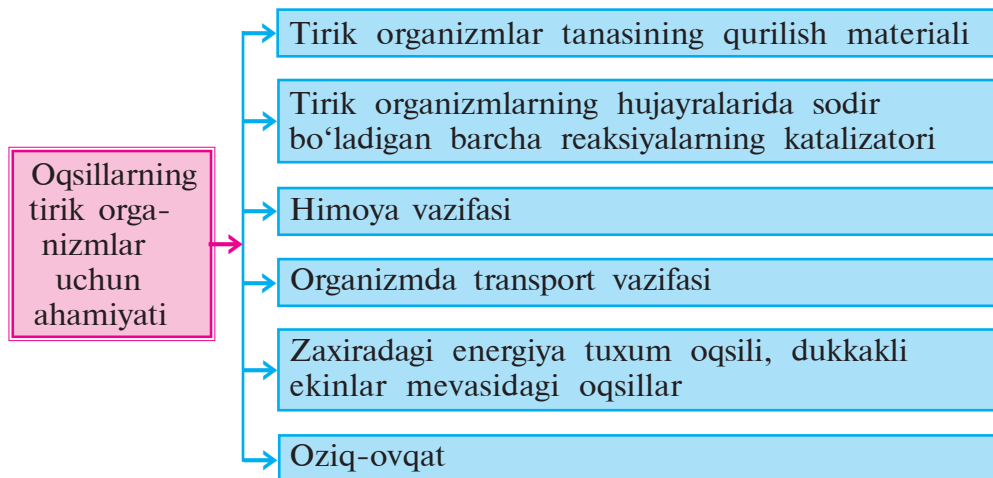 Oqsillarning
tirik orga-
nizmlar
uchun
ahamiyati
Tirik organizmlar tanasining qurilish materiali
Tirik organizmlarning hujayralarida sodir
bo‘ladigan barcha reaksiyalarning katalizatori
Himoya vazifasi
Organizmda transport vazifasi
Zaxiradagi energiya tuxum oqsili, dukkakli
ekinlar mevasidagi oqsillar
Oziq-ovqat